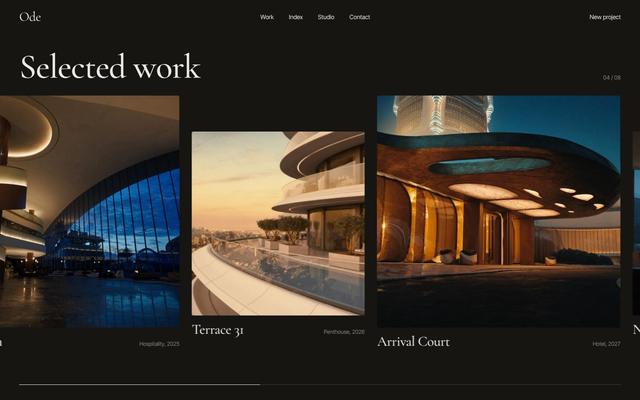 Ode
Work
Index
Studio
Contact
New project
Selected work
04 / 08
Hospitality, 2025
Terrace 31
Penthouse, 2026
Arrival Court
Hotel, 2027